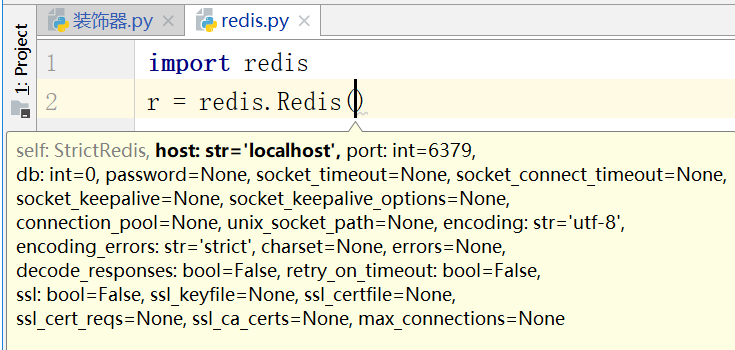 装饰器.py × redis.py ×
1: Project
1 import redis
2 r = redis.Redis()
self: StrictRedis, host: str='localhost', port: int=6379,
db: int=0, password=None, socket_timeout=None, socket_connect_timeout=None,
socket_keepalive=None, socket_keepalive_options=None,
connection_pool=None, unix_socket_path=None, encoding: str='utf-8',
encoding_errors: str='strict', charset=None, errors=None,
decode_responses: bool=False, retry_on_timeout: bool=False,
ssl: bool=False, ssl_keyfile=None, ssl_certfile=None,
ssl_cert_reqs=None, ssl_ca_certs=None, max_connections=None